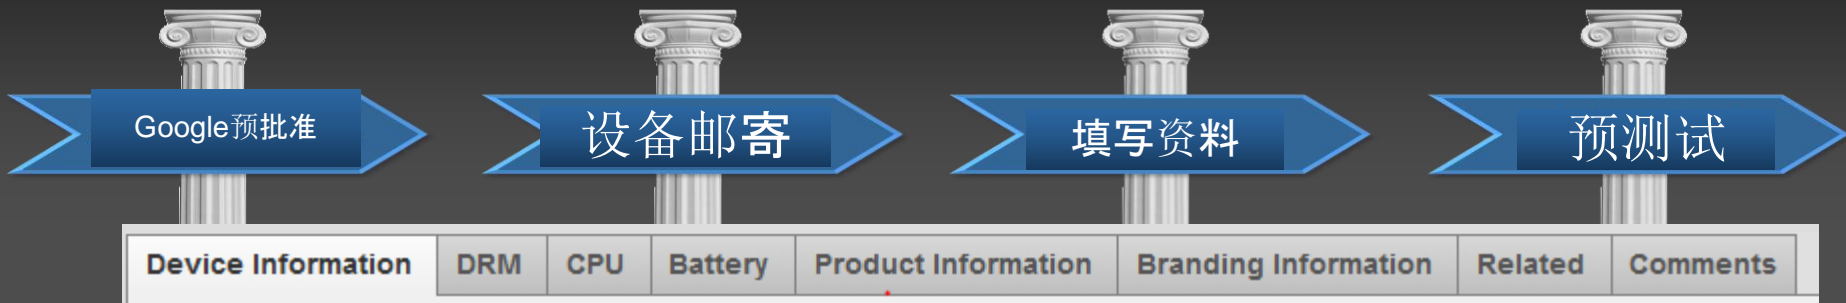 Google预批准
设备邮寄
填写资料
预测试
Device Information DRM CPU Battery Product Information Branding Information Related Comments